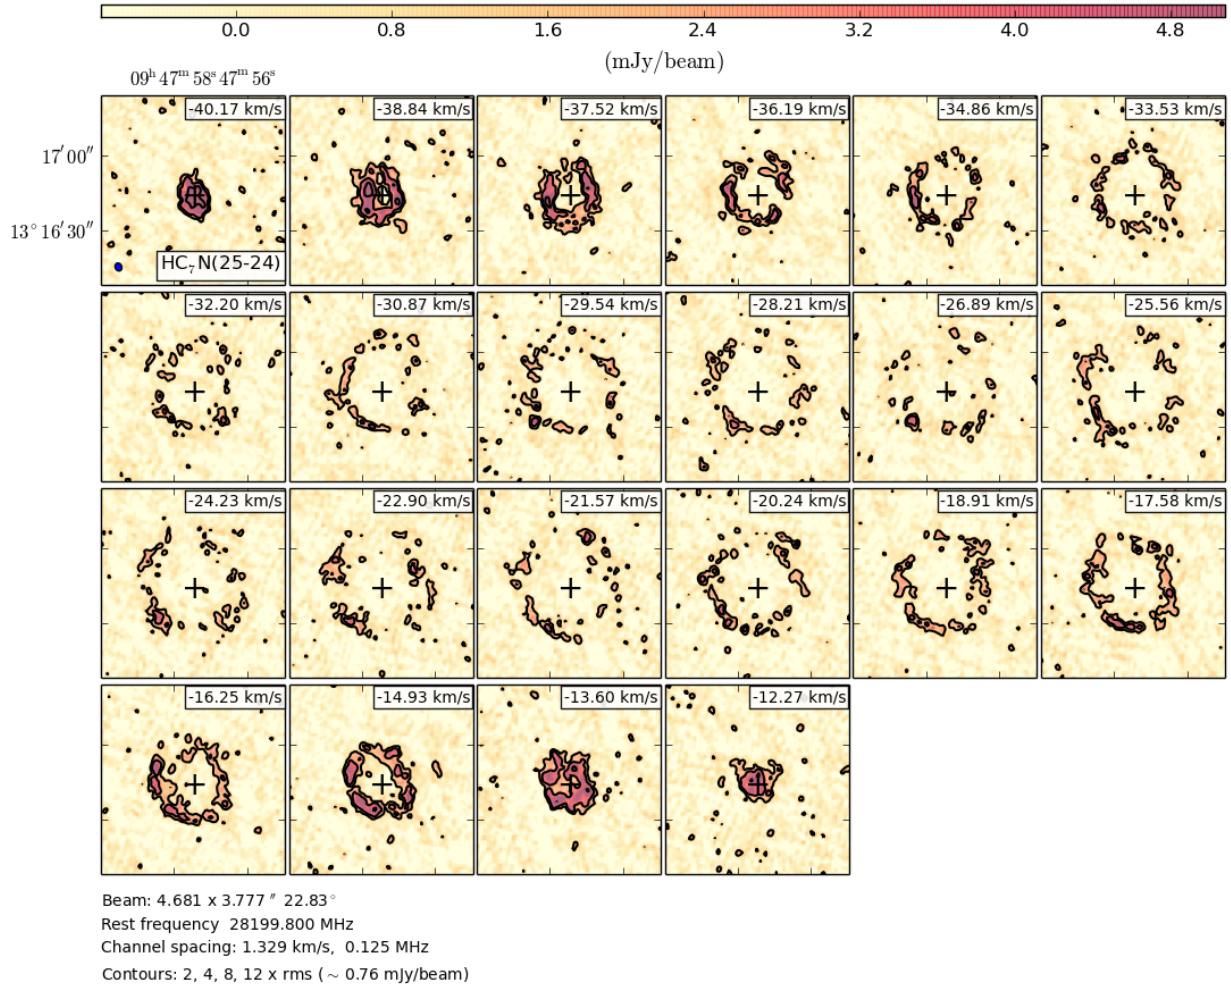 0.0 0.8 1.6 2.4 3.2 4.0 4.8
(mJy/beam)
09ʰ 47ᵐ 58ˢ 47ᵐ 56ˢ
-40.17 km/s -38.84 km/s -37.52 km/s -36.19 km/s -34.86 km/s -33.53 km/s
17′00″
13° 16′30″
HC₇N(25-24)
-32.20 km/s -30.87 km/s -29.54 km/s -28.21 km/s -26.89 km/s -25.56 km/s
-24.23 km/s -22.90 km/s -21.57 km/s -20.24 km/s -18.91 km/s -17.58 km/s
-16.25 km/s -14.93 km/s -13.60 km/s -12.27 km/s
Beam: 4.681 x 3.777 ″ 22.83°
Rest frequency 28199.800 MHz
Channel spacing: 1.329 km/s, 0.125 MHz
Contours: 2, 4, 8, 12 x rms (∼ 0.76 mJy/beam)